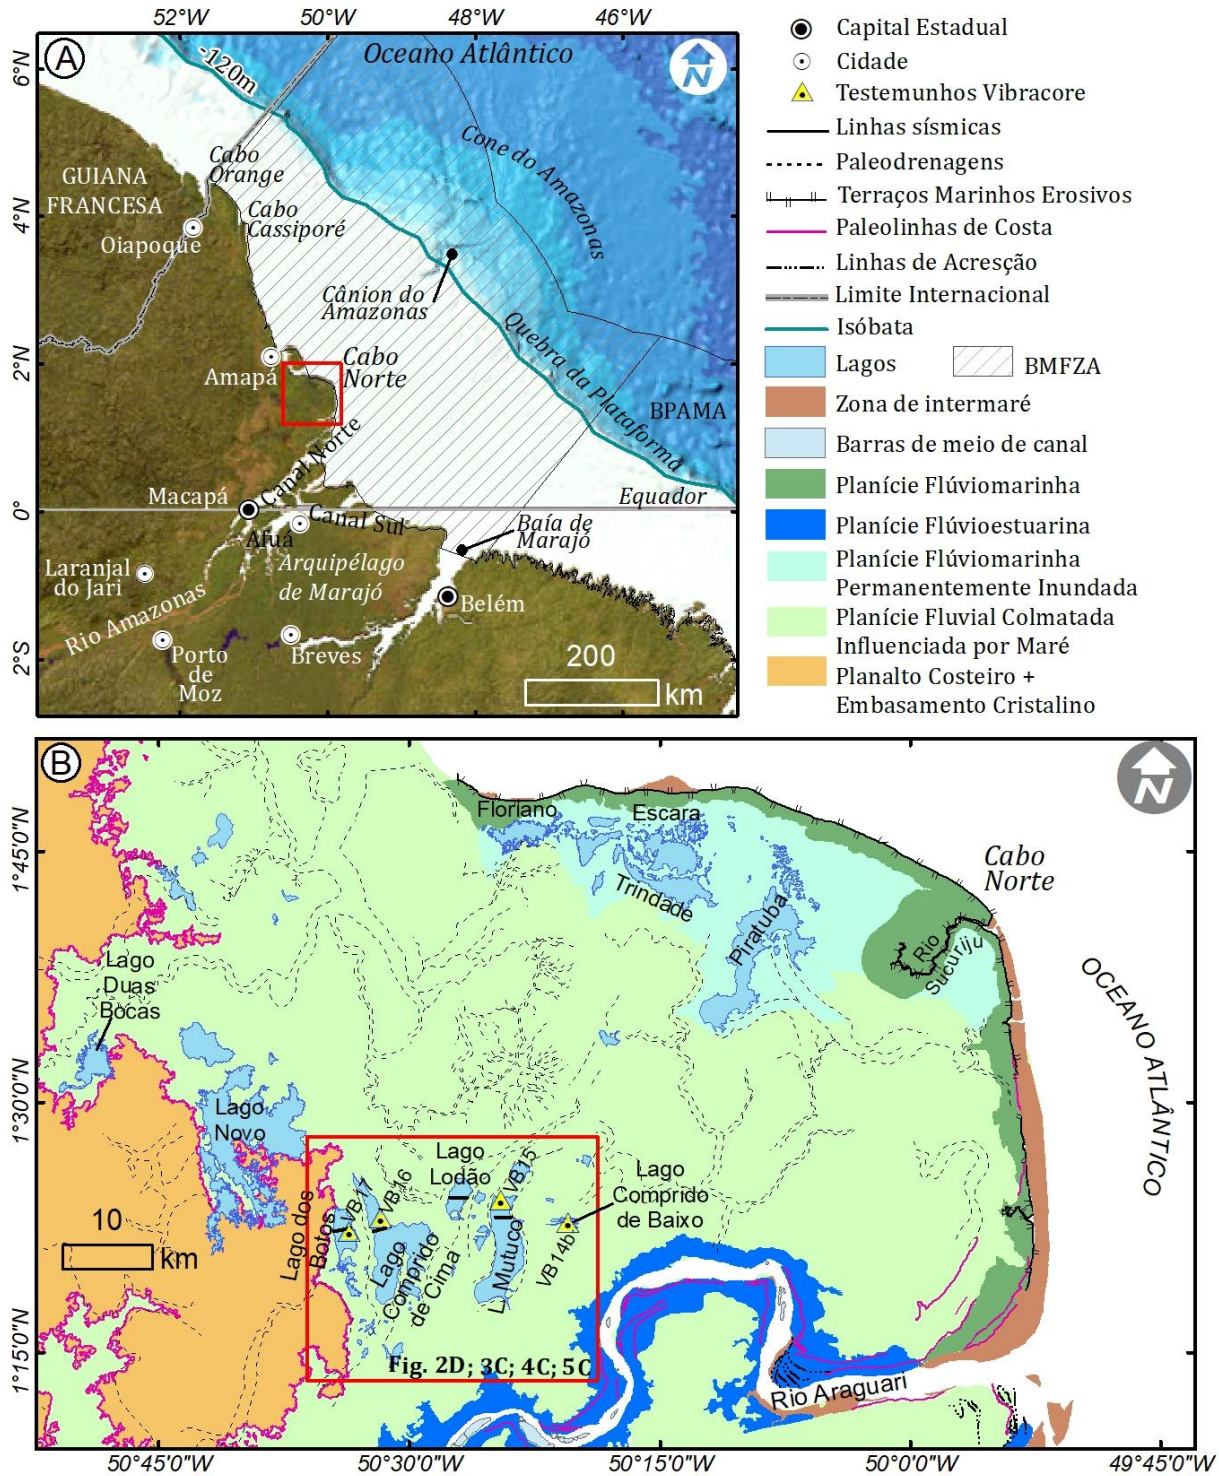 52°W
50°W
48°W
46°W
A
-120m
Oceano Atlântico
N
6°N
4°N
2°N
0°
2°S
Cone do Amazonas
Cabo
Orange
GUIANA
FRANCESA
Cabo
Cassiporé
Oiapoque
Cânion do
Amazonas
Quebra da Plataforma
Cabo
Norte
Amapá
BPAMA
Canal Norte
Macapá
Equador
Canal Sul
Afuá
Baía de
Marajó
Laranjal
do Jari
Arquipélago
de Marajó
Belém
Rio Amazonas
Porto
de
Moz
Breves
200
km
Capital Estadual
Cidade
Testemunhos Vibracore
Linhas sísmicas
Paleodrenagens
Terraços Marinhos Erosivos
Paleolinhas de Costa
Linhas de Acresção
Limite Internacional
Isóbata
Lagos
BMFZA
Zona de intermaré
Barras de meio de canal
Planície Flúviomarinha
Planície Flúvioestuarina
Planície Flúviomarinha
Permanentemente Inundada
Planície Fluvial Colmatada
Influenciada por Maré
Planalto Costeiro +
Embasamento Cristalino
B
N
Floriano
Escara
1°45'0"N
Cabo
Norte
Trindade
Piratuba
Rio
Sucuriju
Lago
Duas
Bocas
OCEANO ATLÂNTICO
1°30'0"N
Lago
Novo
Lago
Lodão
VB15
VB16
VB17
Lago
Comprido
de Baixo
10
km
Lago dos
Botos
Lago
Comprido
de Cima
L. Mutuco
VB14b
Fig. 2D; 3C; 4C; 5C
1°15'0"N
Rio Araguari
50°45'0"W
50°30'0"W
50°15'0"W
50°00'0"W
49°45'0"W